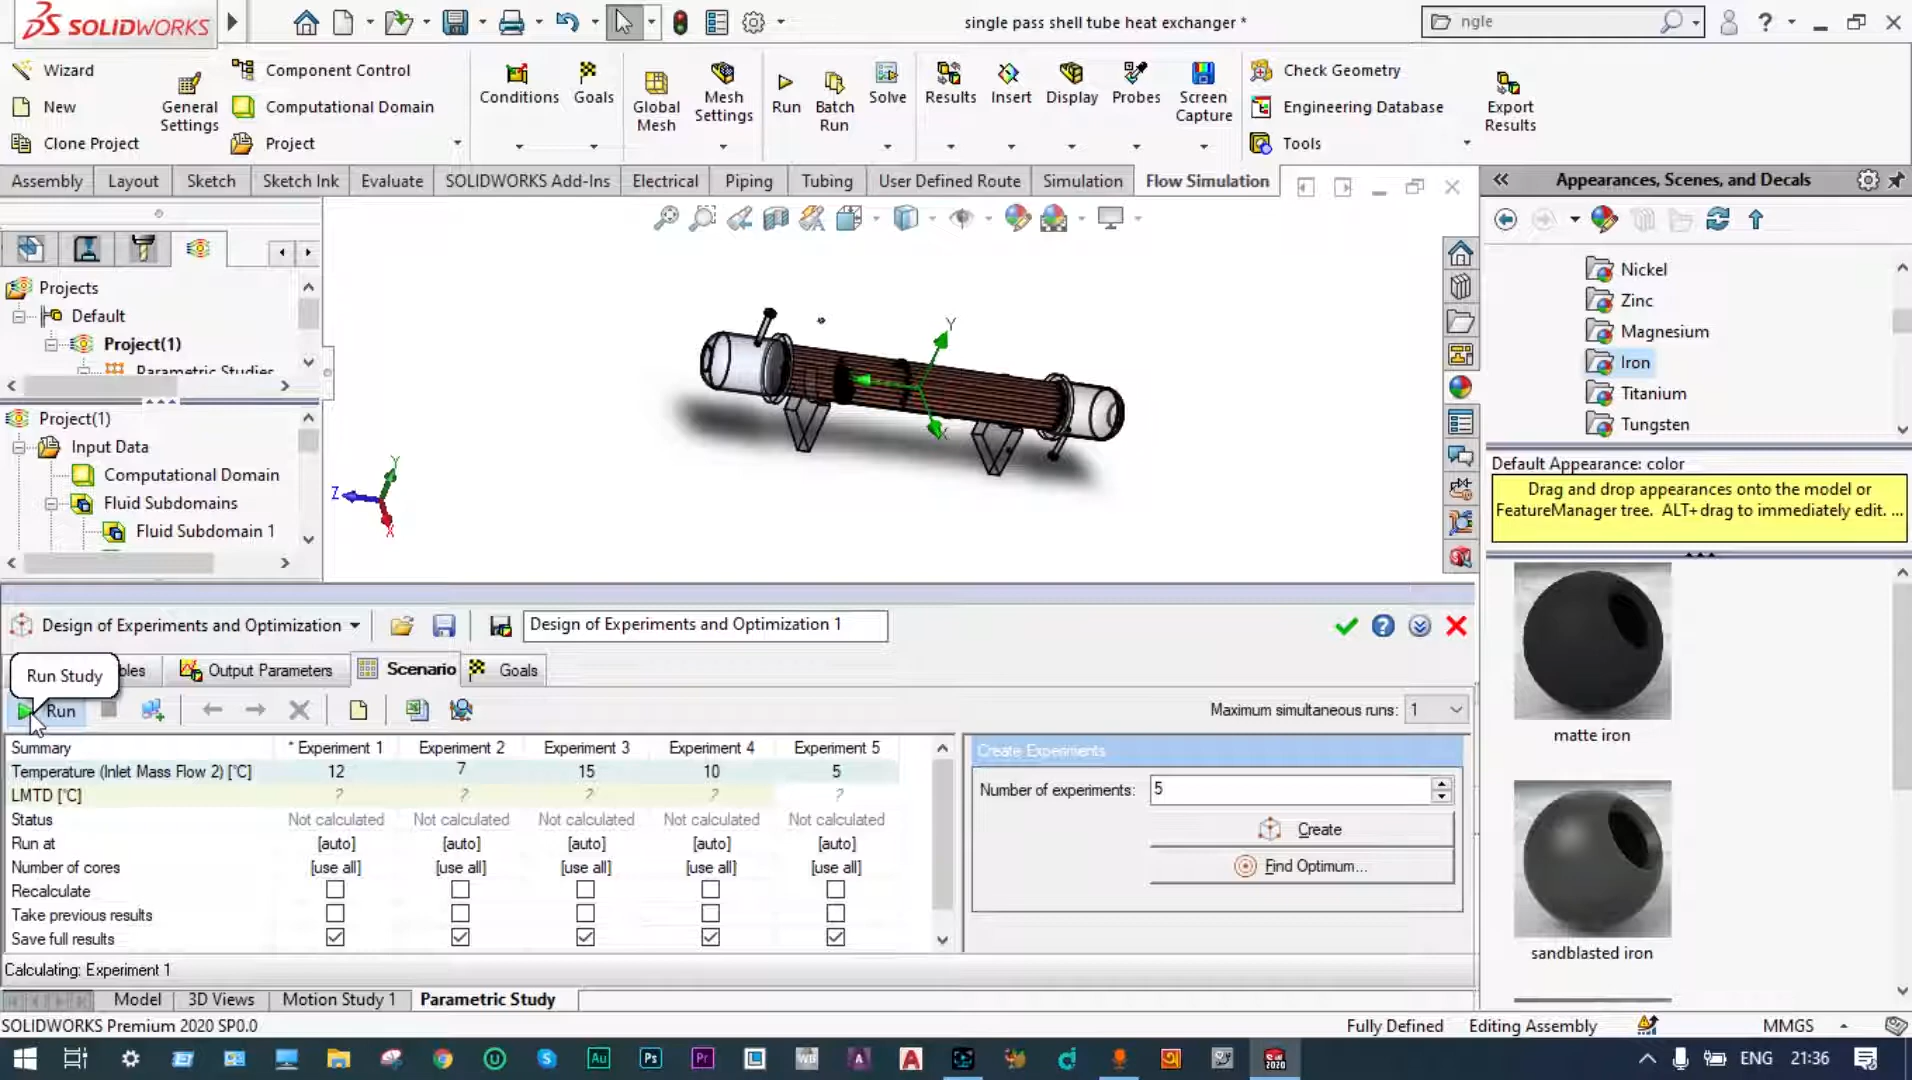 SOLIDWORKS
single pass shell tube heat exchanger *
ngle
Wizard
New
Clone Project
General Settings
Component Control
Computational Domain
Project
Conditions
Goals
Global Mesh
Mesh Settings
Run
Batch Run
Solve
Results
Insert
Display
Probes
Screen Capture
Check Geometry
Engineering Database
Tools
Export Results
Assembly
Layout
Sketch
Sketch Ink
Evaluate
SOLIDWORKS Add-Ins
Electrical
Piping
Tubing
User Defined Route
Simulation
Flow Simulation
Appearances, Scenes, and Decals
Projects
Default
Project(1)
Parametric Studies
Project(1)
Input Data
Computational Domain
Fluid Subdomains
Fluid Subdomain 1
Y
X
Y
Z
X
Nickel
Zinc
Magnesium
Iron
Titanium
Tungsten
Default Appearance: color
Drag and drop appearances onto the model or
FeatureManager tree. ALT+drag to immediately edit. ...
matte iron
sandblasted iron
Design of Experiments and Optimization
Design of Experiments and Optimization 1
Run Study
bles
Output Parameters
Scenario
Goals
Run
Maximum simultaneous runs: 1
Summary * Experiment 1 Experiment 2 Experiment 3 Experiment 4 Experiment 5
Temperature (Inlet Mass Flow 2) [°C] 12 7 15 10 5
LMTD [°C] ? ? ? ? ?
Status Not calculated Not calculated Not calculated Not calculated Not calculated
Run at [auto] [auto] [auto] [auto] [auto]
Number of cores [use all] [use all] [use all] [use all] [use all]
Recalculate
Take previous results
Save full results
Create Experiments
Number of experiments: 5
Create
Find Optimum...
Calculating: Experiment 1
Model
3D Views
Motion Study 1
Parametric Study
SOLIDWORKS Premium 2020 SP0.0
Fully Defined
Editing Assembly
MMGS
Au
Ps
Pr
ENG
21:36